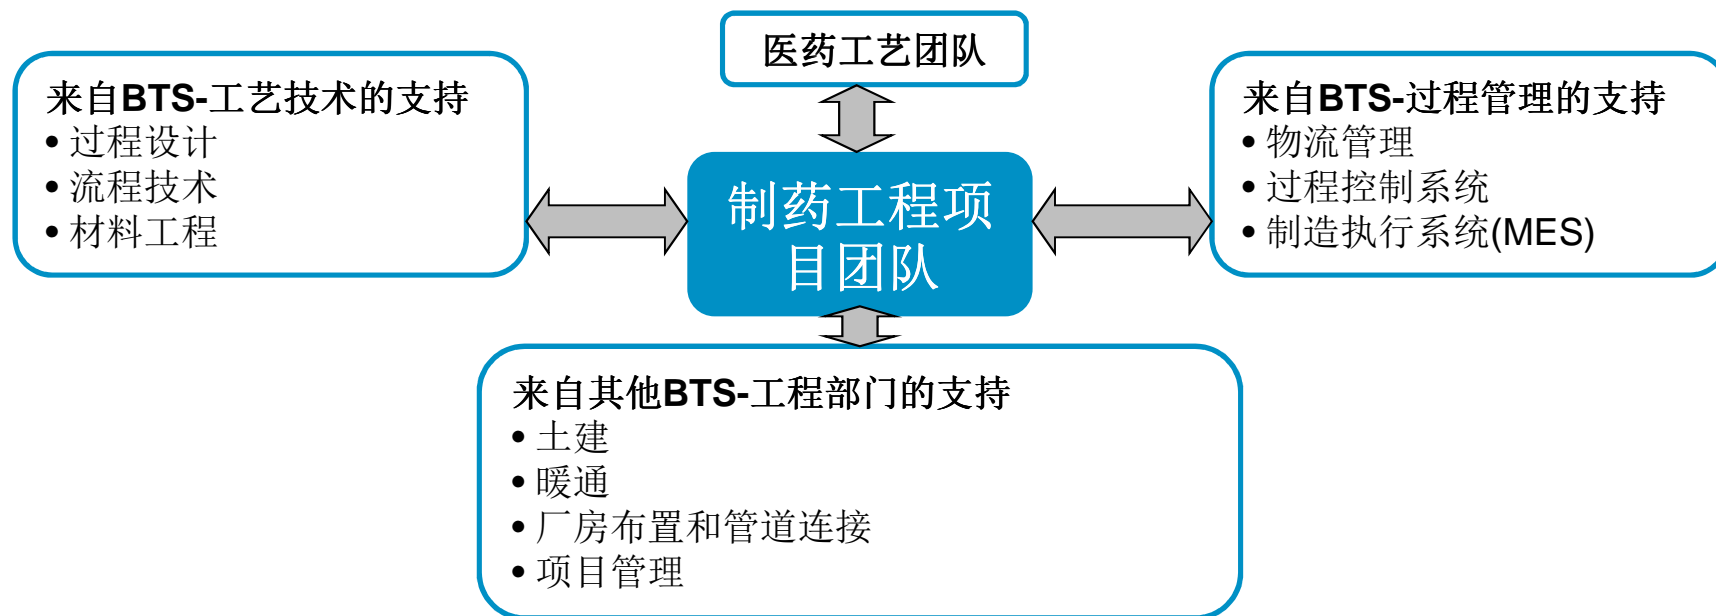 医药工艺团队
来自BTS-工艺技术的支持
• 过程设计
• 流程技术
• 材料工程
制药工程项
目团队
来自BTS-过程管理的支持
• 物流管理
• 过程控制系统
• 制造执行系统(MES)
来自其他BTS-工程部门的支持
• 土建
• 暖通
• 厂房布置和管道连接
• 项目管理